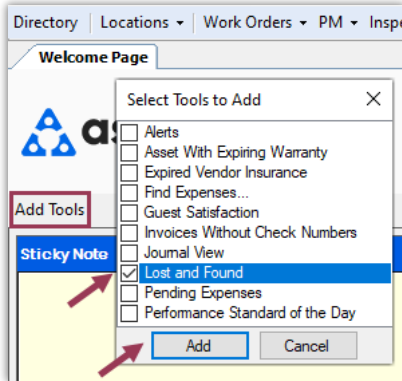 Directory Locations Work Orders PM
Welcome Page
Select Tools to Add
Alerts
Asset With Expiring Warranty
Expired Vendor Insurance
Find Expenses...
Guest Satisfaction
Invoices Without Check Numbers
Journal View
Lost and Found
Pending Expenses
Performance Standard of the Day
Add Cancel
Add Tools
Sticky Note